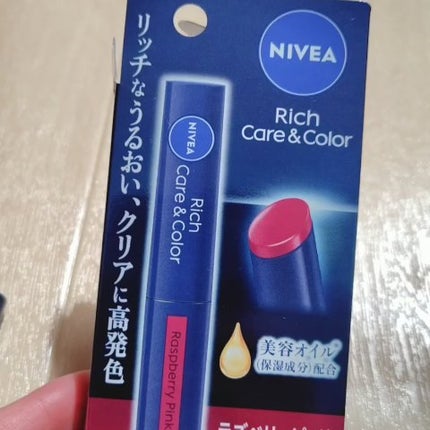 リッチなうるおい、クリアに高発色
NIVEA
Rich
Care & Color
NIVEA
Rich
Care & Color
Raspberry Pink
美容オイル*
(保湿成分)配合